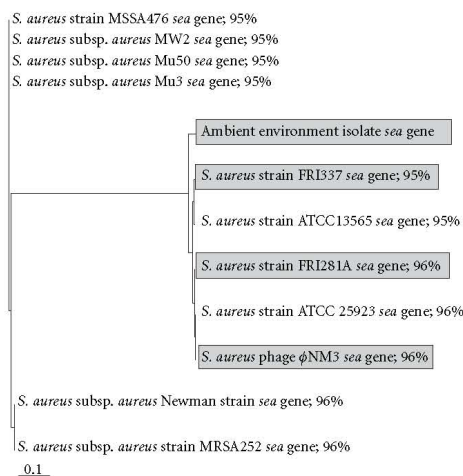 S. aureus strain MSSA476 sea gene; 95%
S. aureus subsp. aureus MW2 sea gene; 95%
S. aureus subsp. aureus Mu50 sea gene; 95%
S. aureus subsp. aureus Mu3 sea gene; 95%
Ambient environment isolate sea gene
S. aureus strain FRI337 sea gene; 95%
S. aureus strain ATCC13565 sea gene; 95%
S. aureus strain FRI281A sea gene; 96%
S. aureus strain ATCC 25923 sea gene; 96%
S. aureus phage ϕNM3 sea gene; 96%
S. aureus subsp. aureus Newman strain sea gene; 96%
S. aureus subsp. aureus strain MRSA252 sea gene; 96%
0.1